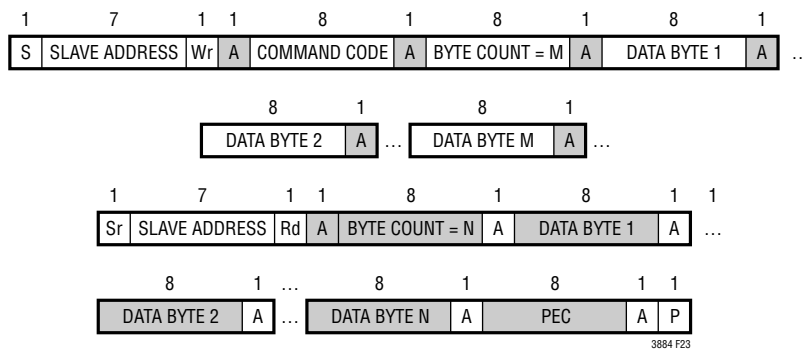 1 7 1 1 8 1 8 1 8 1
S SLAVE ADDRESS Wr A COMMAND CODE A BYTE COUNT = M A DATA BYTE 1 A ...
8 1 8 1
DATA BYTE 2 A ... DATA BYTE M A ...
1 7 1 1 8 1 8 1 1
Sr SLAVE ADDRESS Rd A BYTE COUNT = N A DATA BYTE 1 A ...
8 1 ... 8 1 8 1 1
DATA BYTE 2 A ... DATA BYTE N A PEC A P
3884 F23